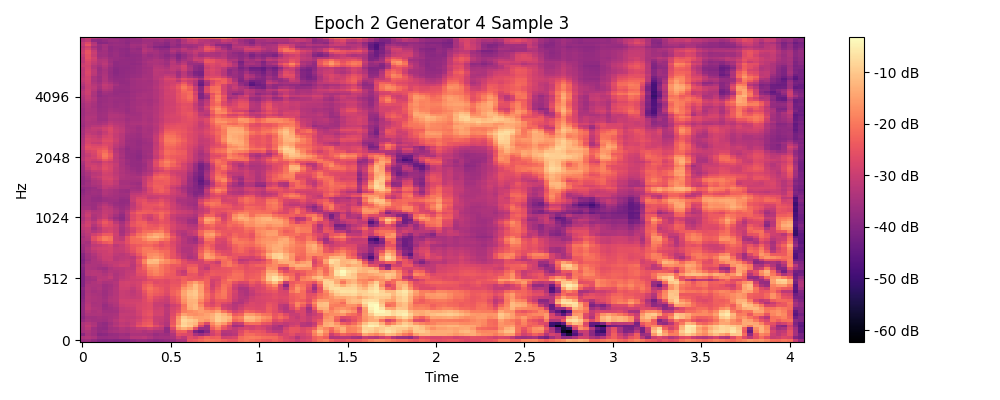 Epoch 2 Generator 4 Sample 3
Hz
4096
2048
1024
512
0
0 0.5 1 1.5 2 2.5 3 3.5 4
Time
-10 dB
-20 dB
-30 dB
-40 dB
-50 dB
-60 dB